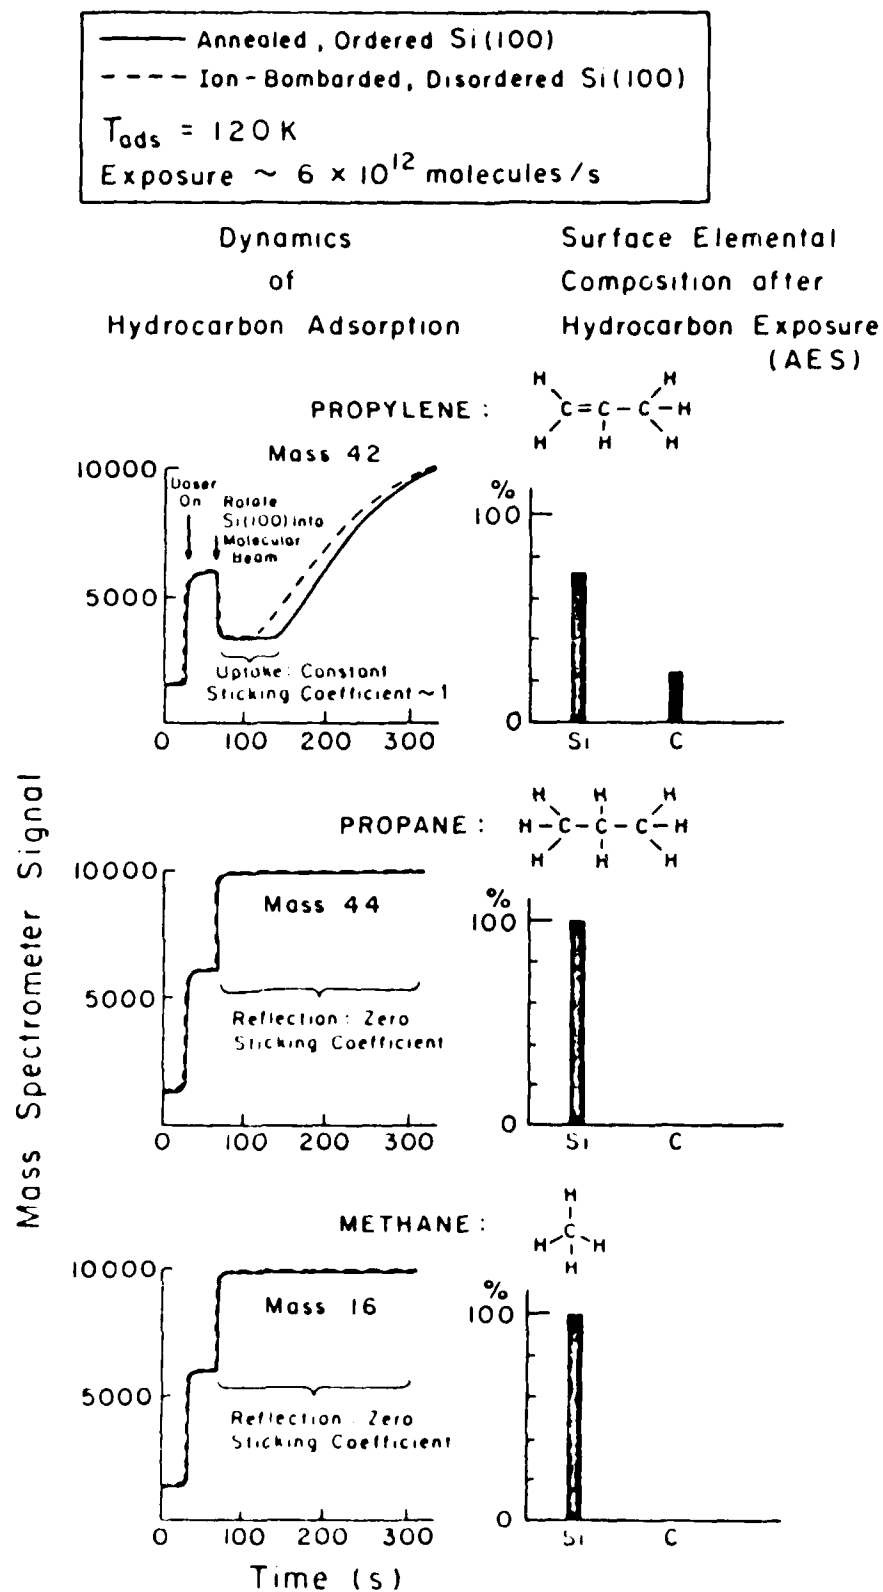 Annealed, Ordered Si(100)
Ion-Bombarded, Disordered Si(100)
Tads = 120 K
Exposure ~ 6 x 10^12 molecules/s
Dynamics
of
Hydrocarbon Adsorption
Surface Elemental
Composition after
Hydrocarbon Exposure
(AES)
PROPYLENE:
H H
C=C-C-H
H H H
Mass 42
10000
5000
Doser
On
Rotate
Si(100) into
Molecular
Beam
Uptake: Constant
Sticking Coefficient ~ 1
0 100 200 300
%
100
0
Si C
Mass Spectrometer Signal
PROPANE:
H H H
H-C-C-C-H
H H H
Mass 44
10000
5000
Reflection: Zero
Sticking Coefficient
0 100 200 300
%
100
0
Si C
METHANE:
H
C
H H
H
Mass 16
10000
5000
0
Reflection: Zero
Sticking Coefficient
0 100 200 300
%
100
0
Si C
Time (s)